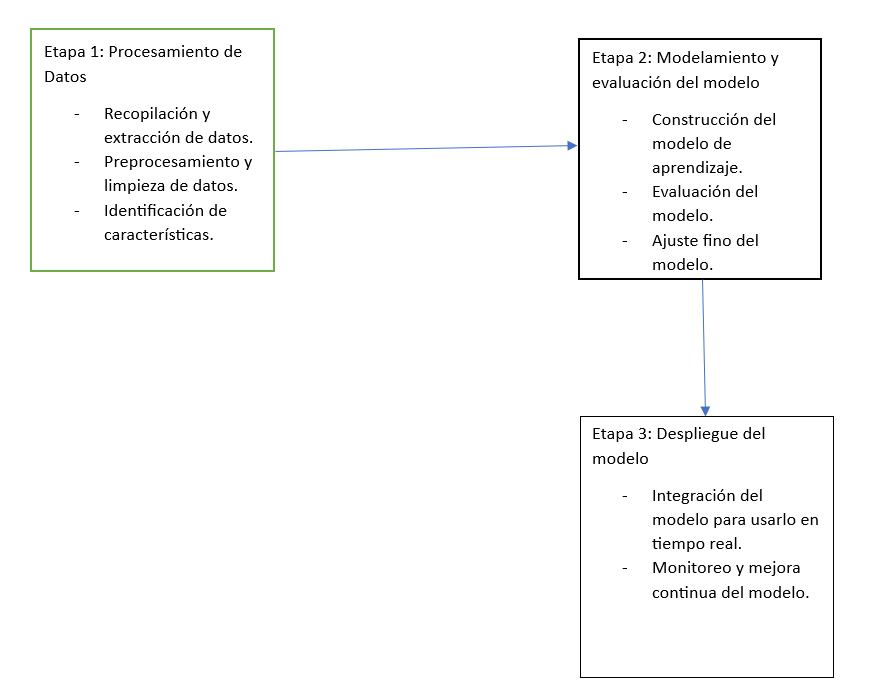 Etapa 1: Procesamiento de
Datos
- Recopilación y
extracción de datos.
- Preprocesamiento y
limpieza de datos.
- Identificación de
características.
Etapa 2: Modelamiento y
evaluación del modelo
- Construcción del
modelo de
aprendizaje.
- Evaluación del
modelo.
- Ajuste fino del
modelo.
Etapa 3: Despliegue del
modelo
- Integración del
modelo para usarlo en
tiempo real.
- Monitoreo y mejora
continua del modelo.